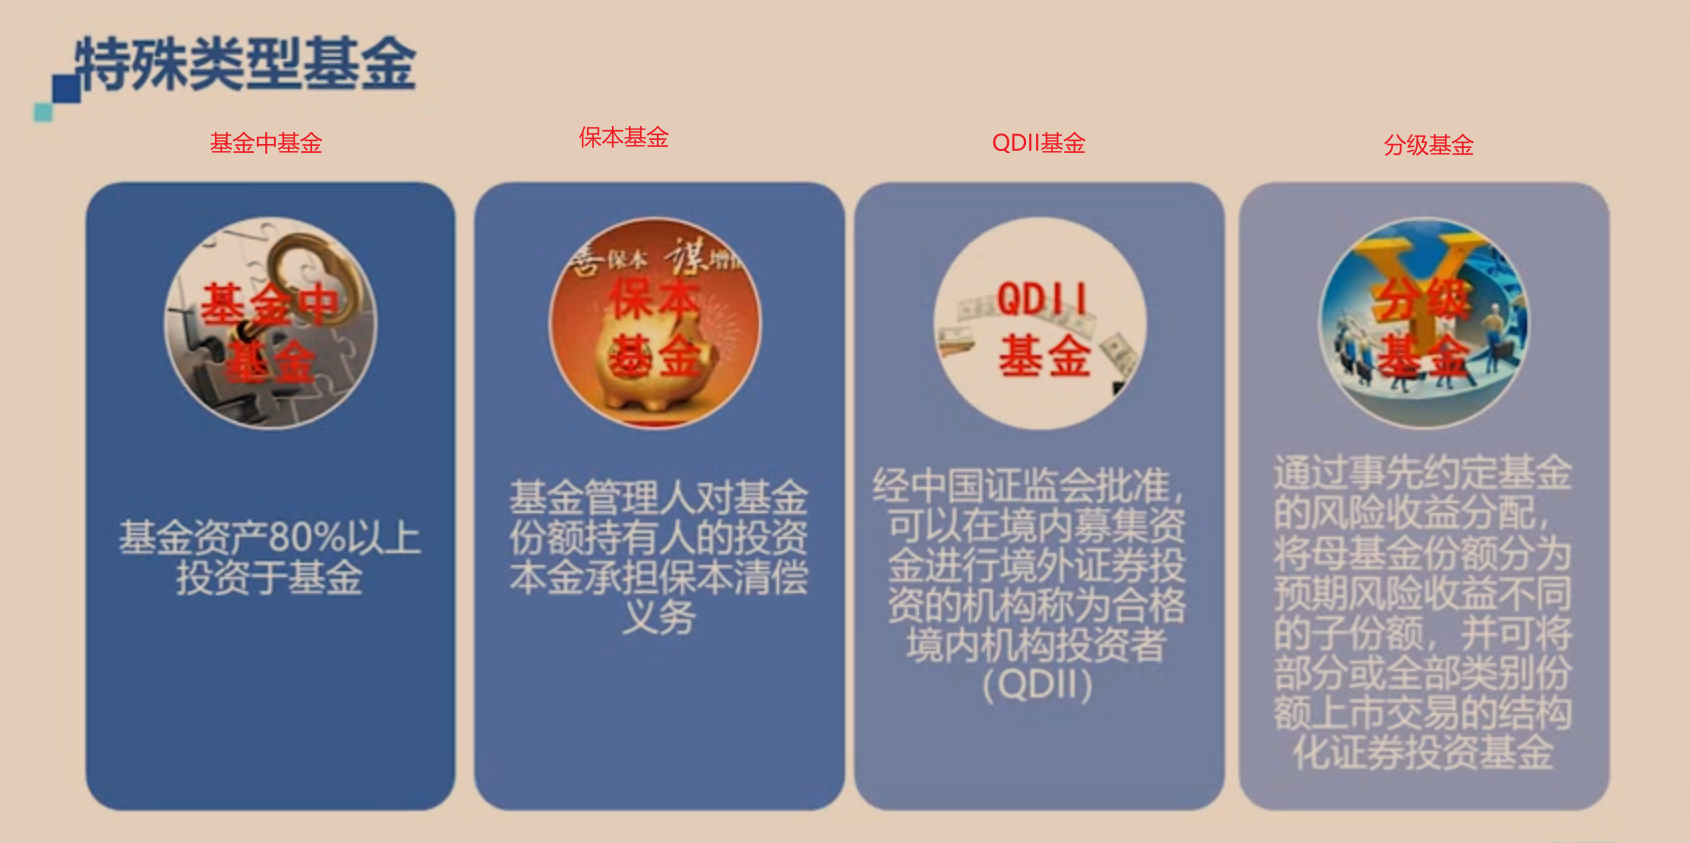 特殊类型基金
基金中基金
保本基金
QDII基金
分级基金
基金中
基金
基金资产80%以上
投资于基金
善保本 谋增值
保本
基金
基金管理人对基金
份额持有人的投资
本金承担保本清偿
义务
QDII
基金
经中国证监会批准，
可以在境内募集资
金进行境外证券投
资的机构称为合格
境内机构投资者
（QDII）
分级
基金
通过事先约定基金
的风险收益分配，
将母基金份额分为
预期风险收益不同
的子份额，并可将
部分或全部类别份
额上市交易的结构
化证券投资基金